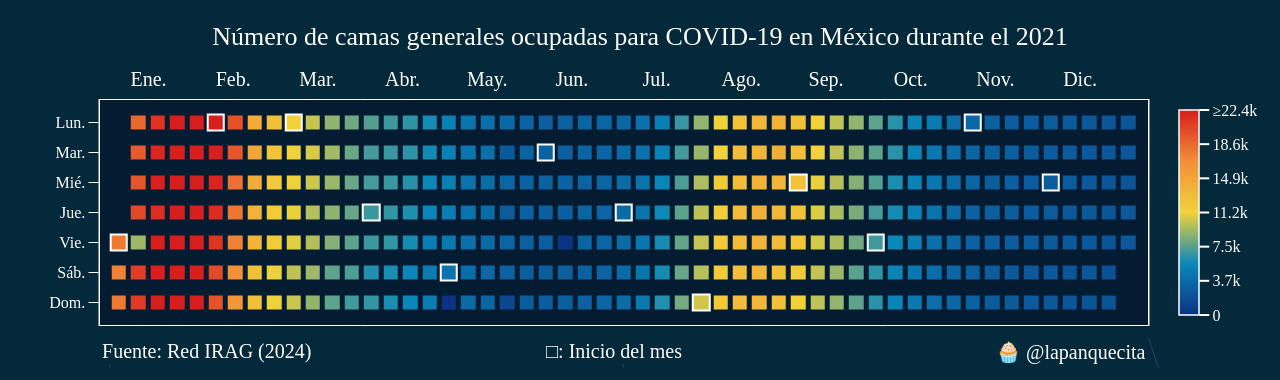 Número de camas generales ocupadas para COVID-19 en México durante el 2021
Ene. Feb. Mar. Abr. May. Jun. Jul. Ago. Sep. Oct. Nov. Dic.
Lun.
Mar.
Mié.
Jue.
Vie.
Sáb.
Dom.
≥22.4k
18.6k
14.9k
11.2k
7.5k
3.7k
0
Fuente: Red IRAG (2024) □: Inicio del mes 🧁 @lapanquecita